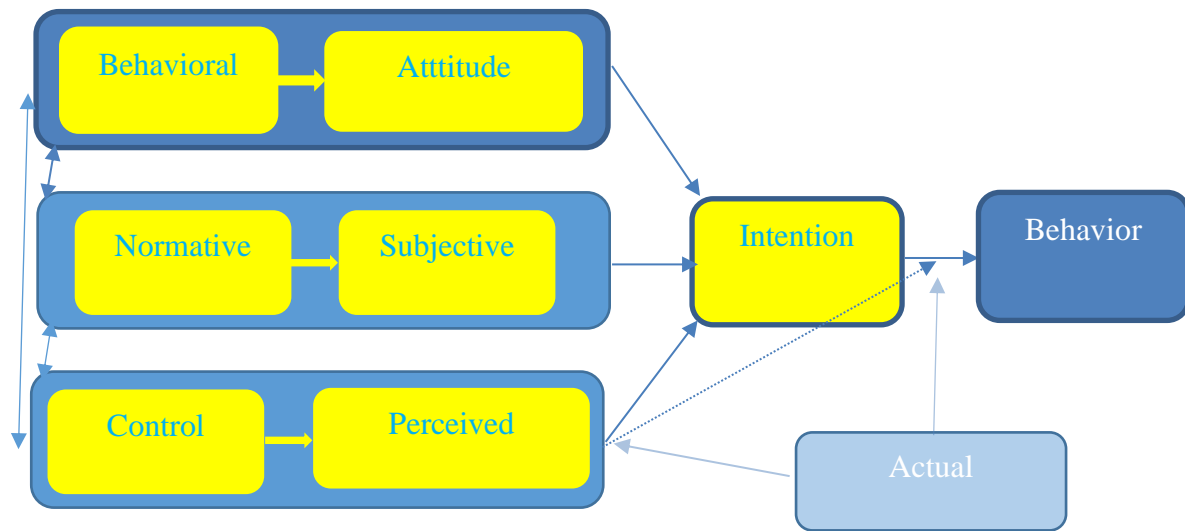 Behavioral
Atttitude
Normative
Subjective
Intention
Behavior
Control
Perceived
Actual